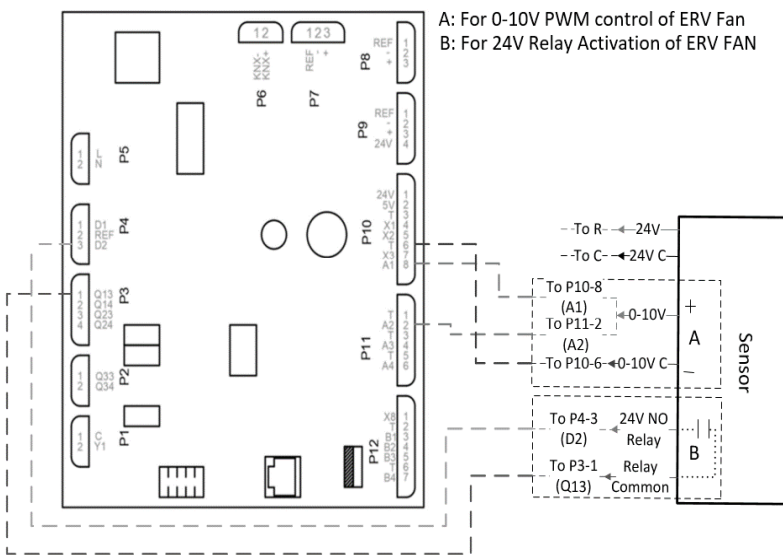 A: For 0-10V PWM control of ERV Fan
B: For 24V Relay Activation of ERV FAN
12
KNX-
KNX+
P6
123
REF
-
+
P7
P8
REF 1
- 2
+ 3
P9
REF 1
- 2
+ 3
24V 4
P5
1 L
2 N
P4
1 D1
2 REF
3 D2
P3
1 Q13
2 Q14
3 Q23
4 Q24
P2
1 Q33
2 Q34
P1
1 C
2 Y1
P10
24V 1
5V 2
T 3
X1 4
X2 5
T 6
X3 7
A1 8
P11
T 1
A2 2
T 3
A3 4
T 5
A4 6
P12
X8 1
T 2
B1 3
B2 4
B3 5
T 6
B4 7
To R 24V
To C 24V C
To P10-8
(A1)
0-10V
To P11-2
(A2)
To P10-6 0-10V C
+
A
–
Sensor
To P4-3
(D2)
24V NO
Relay
To P3-1
(Q13)
Relay
Common
B